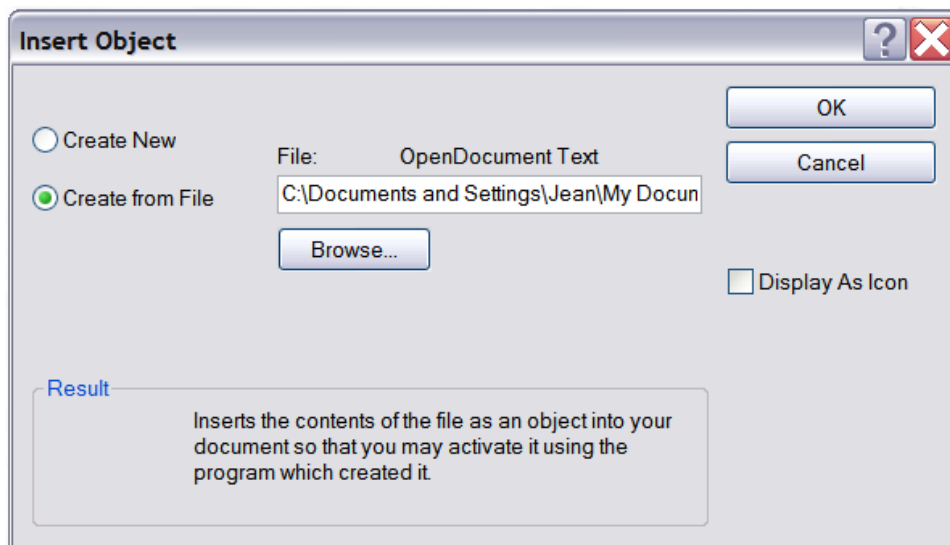 Insert Object
?
OK
Create New
File: OpenDocument Text
Cancel
Create from File
C:\Documents and Settings\Jean\My Docum
Browse...
Display As Icon
Result
Inserts the contents of the file as an object into your
document so that you may activate it using the
program which created it.